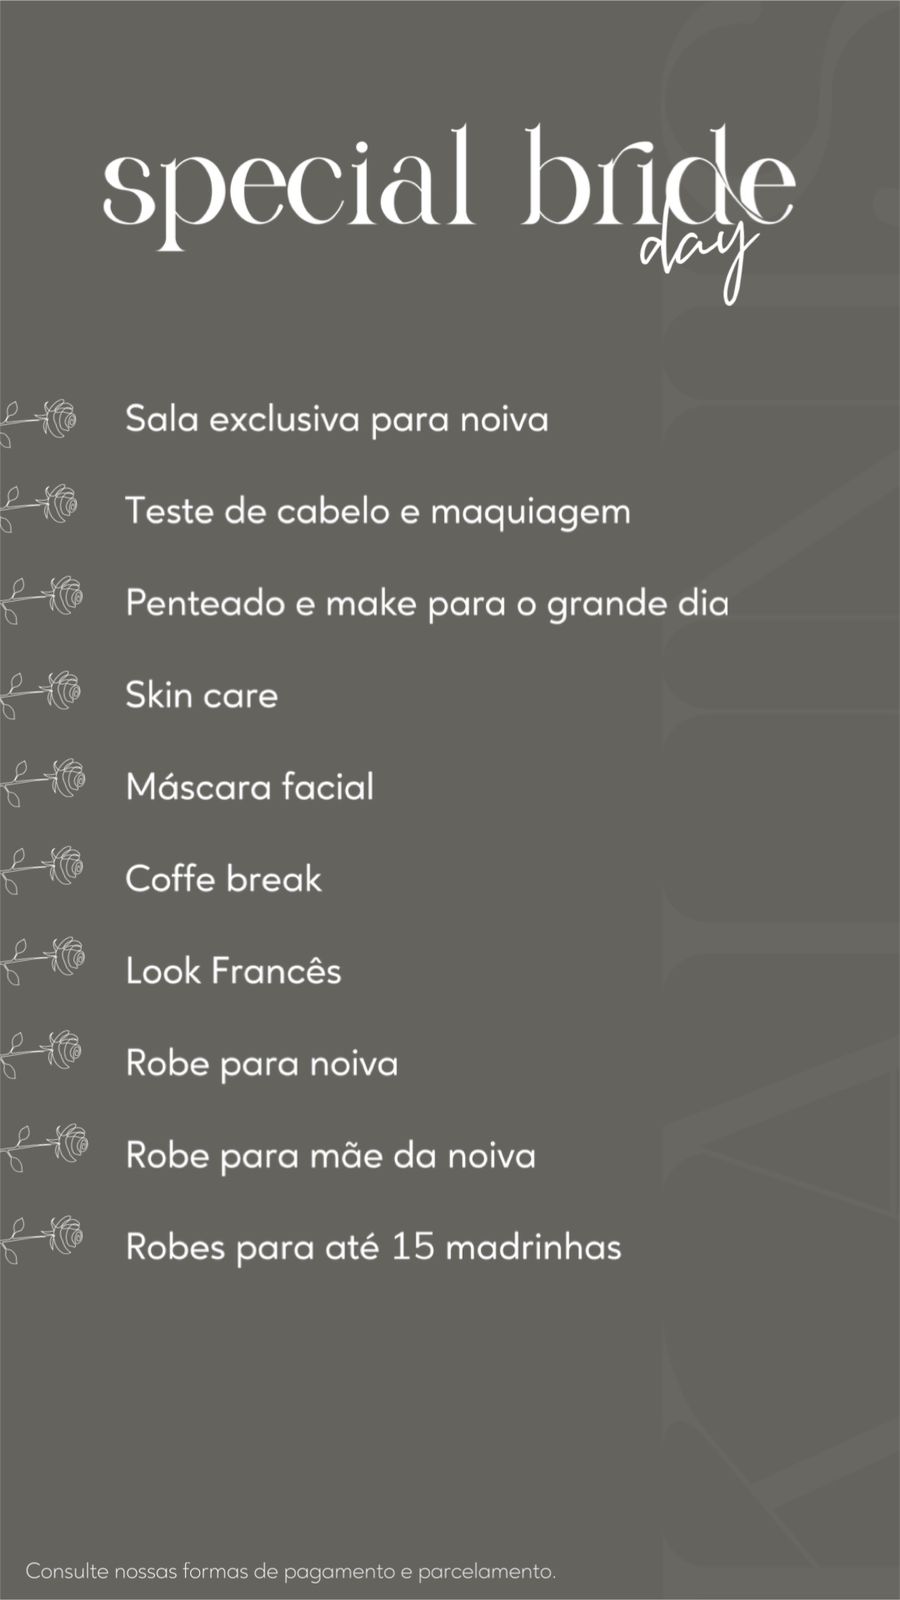 special bride
day
Sala exclusiva para noiva
Teste de cabelo e maquiagem
Penteado e make para o grande dia
Skin care
Máscara facial
Coffe break
Look Francês
Robe para noiva
Robe para mãe da noiva
Robes para até 15 madrinhas
Consulte nossas formas de pagamento e parcelamento.